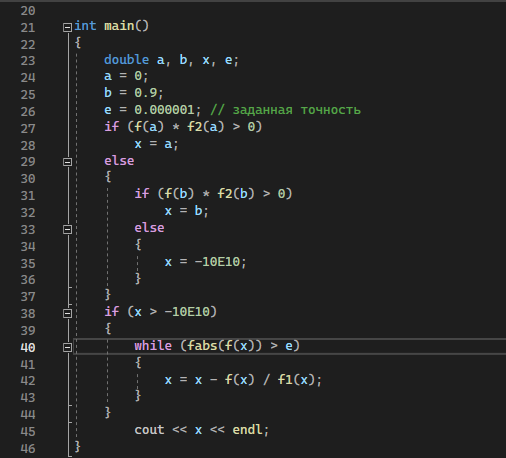 20
21 int main()
22 {
23 double a, b, x, e;
24 a = 0;
25 b = 0.9;
26 e = 0.000001; // заданная точность
27 if (f(a) * f2(a) > 0)
28 x = a;
29 else
30 {
31 if (f(b) * f2(b) > 0)
32 x = b;
33 else
34 {
35 x = -10E10;
36 }
37 }
38 if (x > -10E10)
39 {
40 while (fabs(f(x)) > e)
41 {
42 x = x - f(x) / f1(x);
43 }
44 }
45 cout << x << endl;
46 }